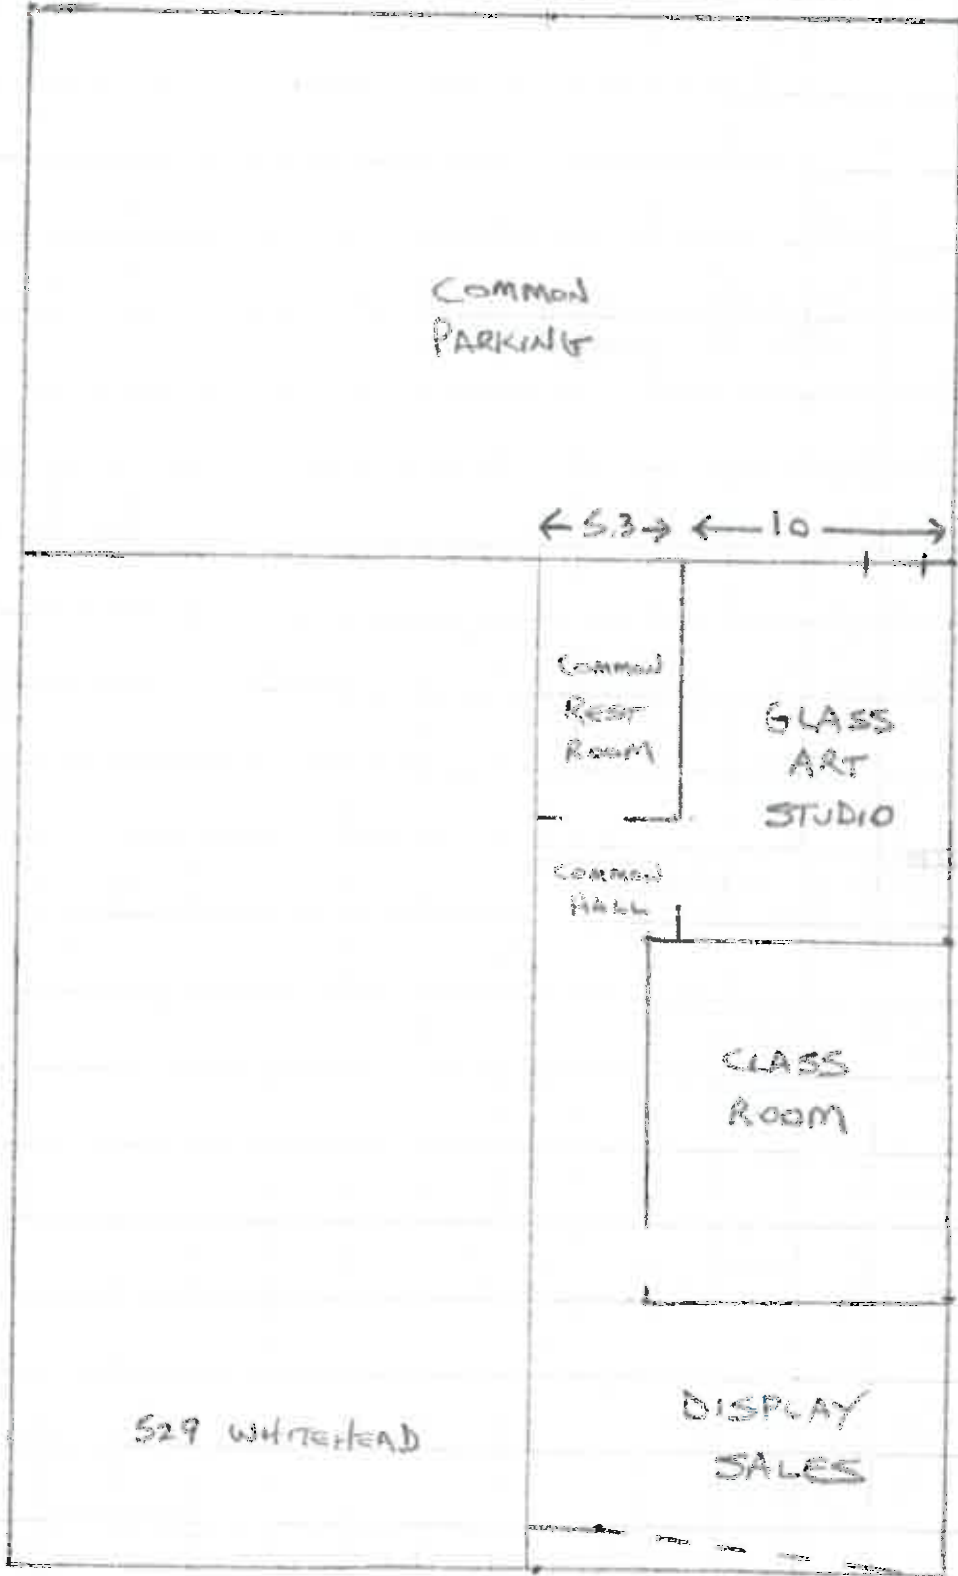 COMMON
PARKING
5.3
10
COMMON
REST
ROOM
GLASS
ART
STUDIO
COMMON
HALL
CLASS
ROOM
529 WHITEHEAD
DISPLAY
SALES